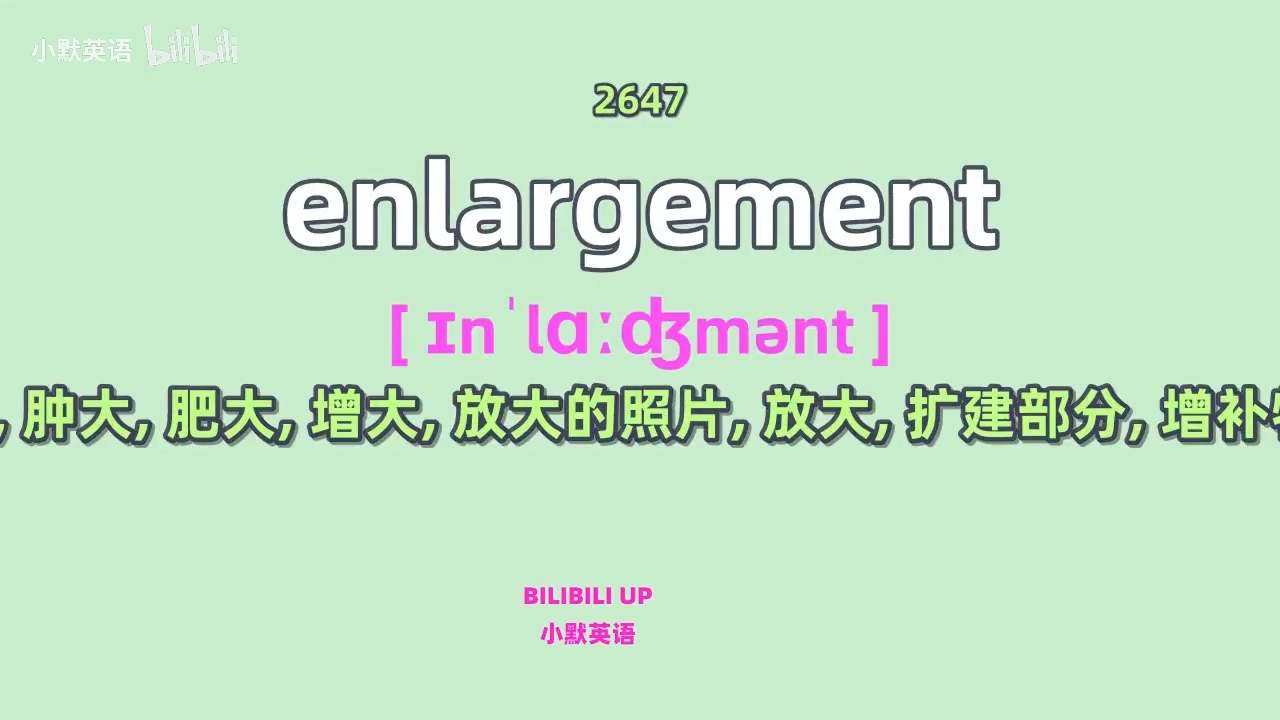 小默英语 bilibili
2647
enlargement
[ ɪnˈlɑːʤmənt ]
, 肿大, 肥大, 增大, 放大的照片, 放大, 扩建部分, 增补
BILIBILI UP
小默英语